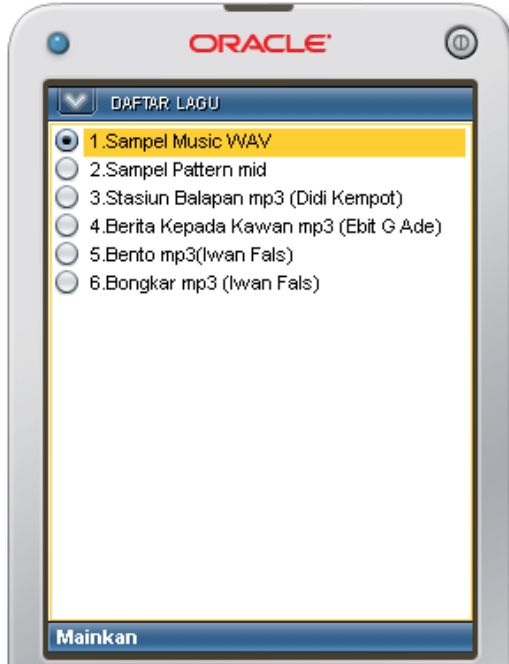 ORACLE
DAFTAR LAGU
1.Sampel Music WAV
2.Sampel Pattern mid
3.Stasiun Balapan mp3 (Didi Kempot)
4.Berita Kepada Kawan mp3 (Ebit G Ade)
5.Bento mp3(Iwan Fals)
6.Bongkar mp3 (Iwan Fals)
Mainkan